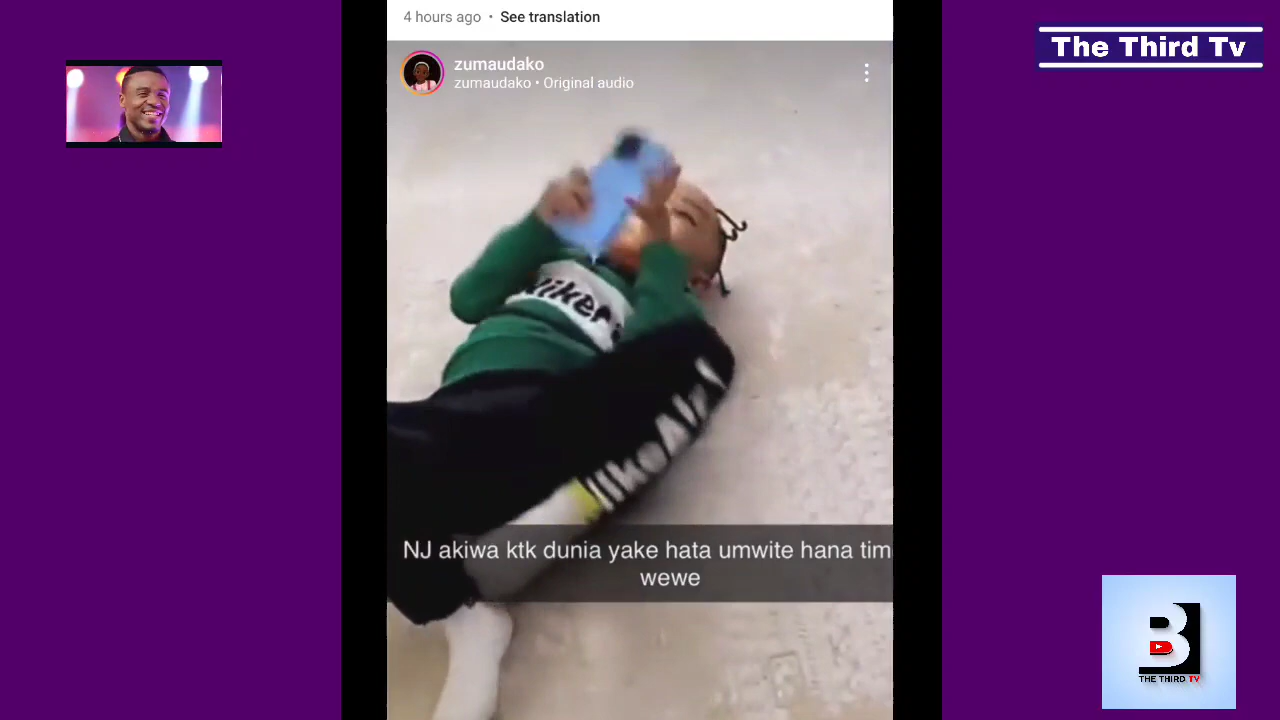 4 hours ago • See translation
The Third Tv
zumaudako
zumaudako • Original audio
NJ akiwa ktk dunia yake hata umwite hana tim
wewe
B
THE THIRD TV